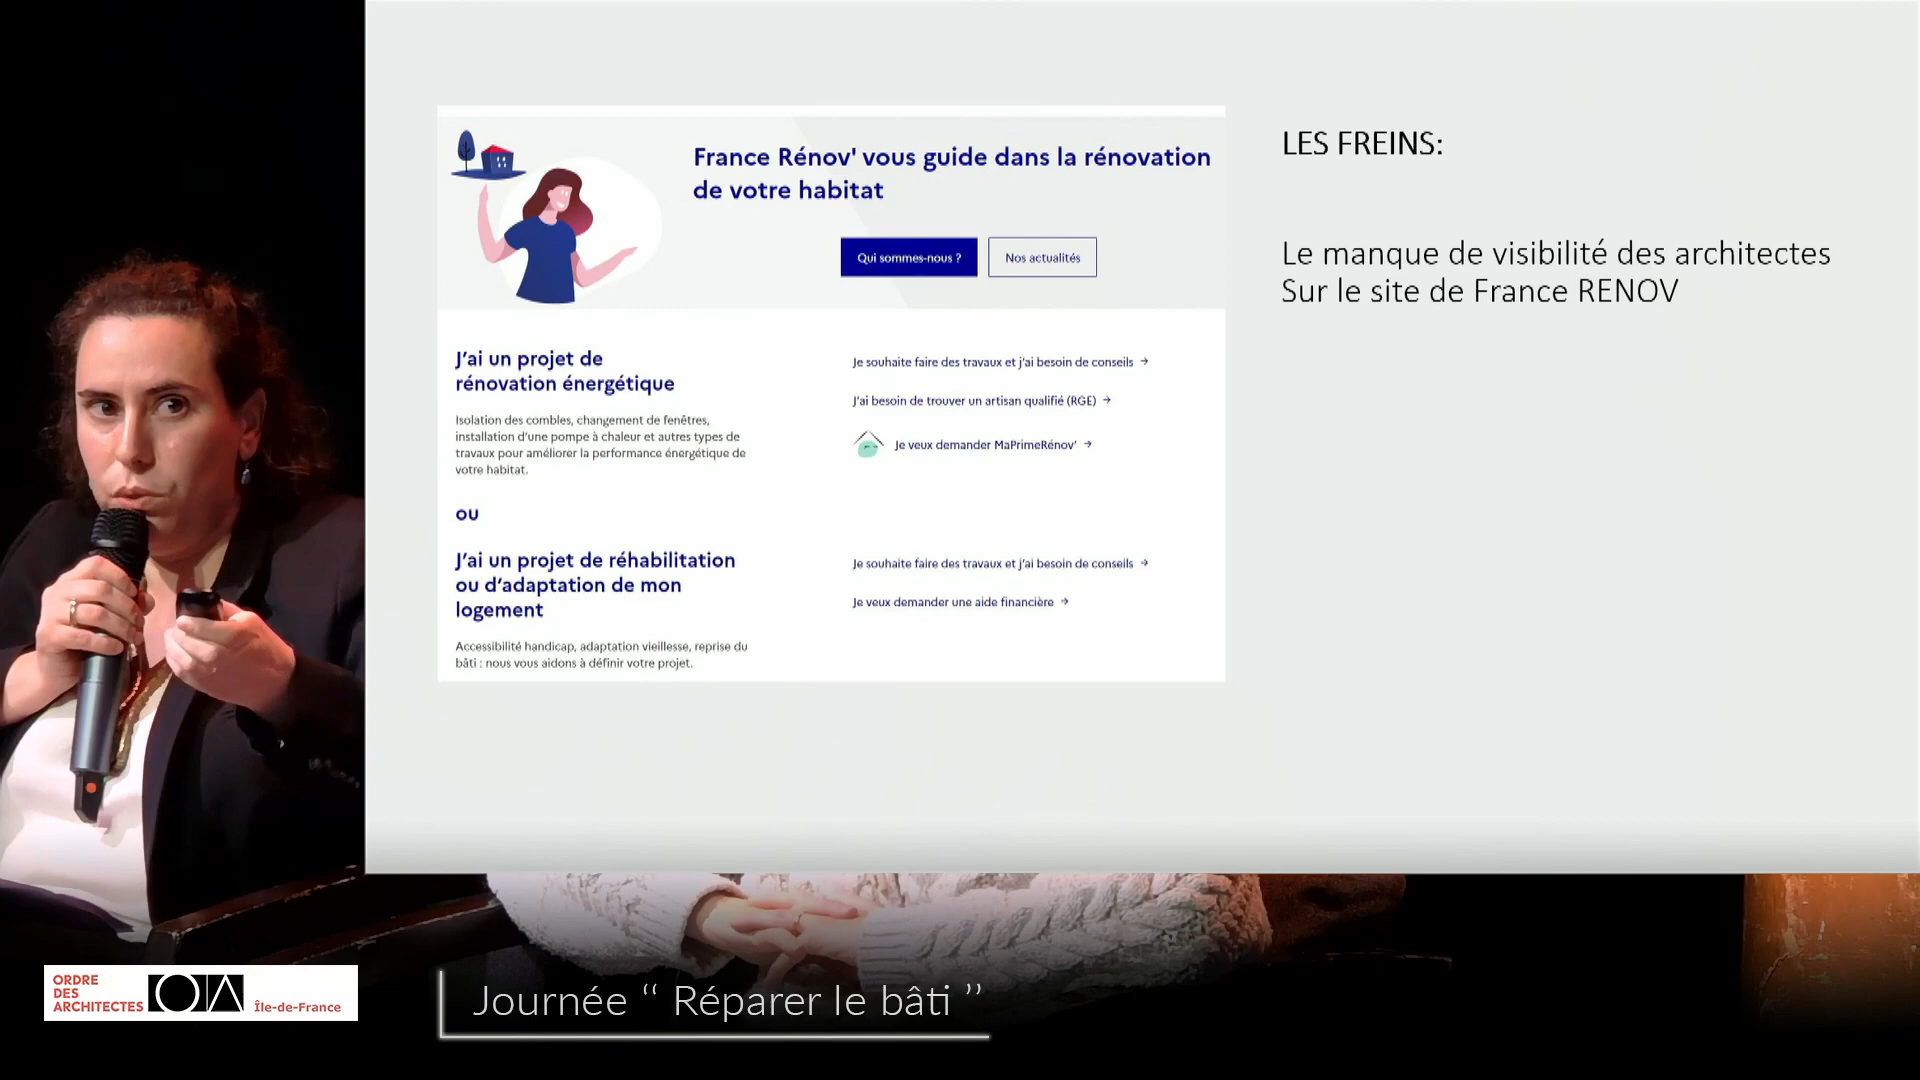 France Rénov' vous guide dans la rénovation
de votre habitat
Qui sommes-nous ?
Nos actualités
J'ai un projet de
rénovation énergétique
Isolation des combles, changement de fenêtres,
installation d'une pompe à chaleur et autres types de
travaux pour améliorer la performance énergétique de
votre habitat.
Je souhaite faire des travaux et j'ai besoin de conseils →
J'ai besoin de trouver un artisan qualifié (RGE) →
Je veux demander MaPrimeRénov' →
ou
J'ai un projet de réhabilitation
ou d'adaptation de mon
logement
Accessibilité handicap, adaptation vieillesse, reprise du
bâti : nous vous aidons à définir votre projet.
Je souhaite faire des travaux et j'ai besoin de conseils →
Je veux demander une aide financière →
LES FREINS:
Le manque de visibilité des architectes
Sur le site de France RENOV
ORDRE
DES
ARCHITECTES
Île-de-France
Journée “ Réparer le bâti ”